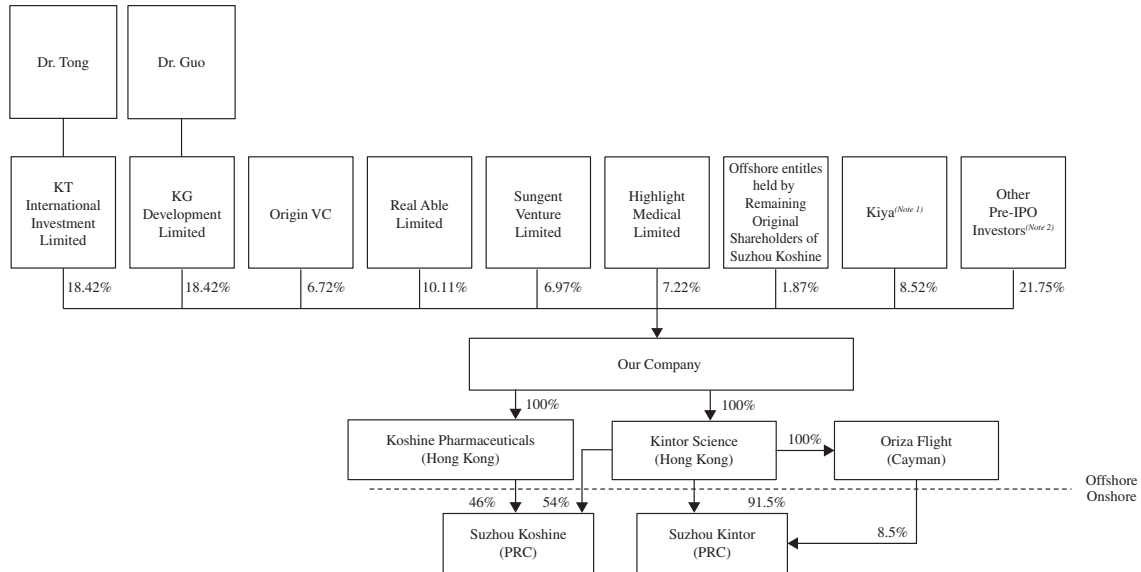 Dr. Tong
Dr. Guo
KT
International
Investment
Limited
KG
Development
Limited
Origin VC
Real Able
Limited
Sungent
Venture
Limited
Highlight
Medical
Limited
Offshore entitles
held by
Remaining
Original
Shareholders of
Suzhou Koshine
Kiya(Note 1)
Other
Pre-IPO
Investors(Note 2)
18.42%
18.42%
6.72%
10.11%
6.97%
7.22%
1.87%
8.52%
21.75%
Our Company
100%
100%
Koshine Pharmaceuticals
(Hong Kong)
Kintor Science
(Hong Kong)
100%
Oriza Flight
(Cayman)
Offshore
Onshore
46%
54%
91.5%
8.5%
Suzhou Koshine
(PRC)
Suzhou Kintor
(PRC)